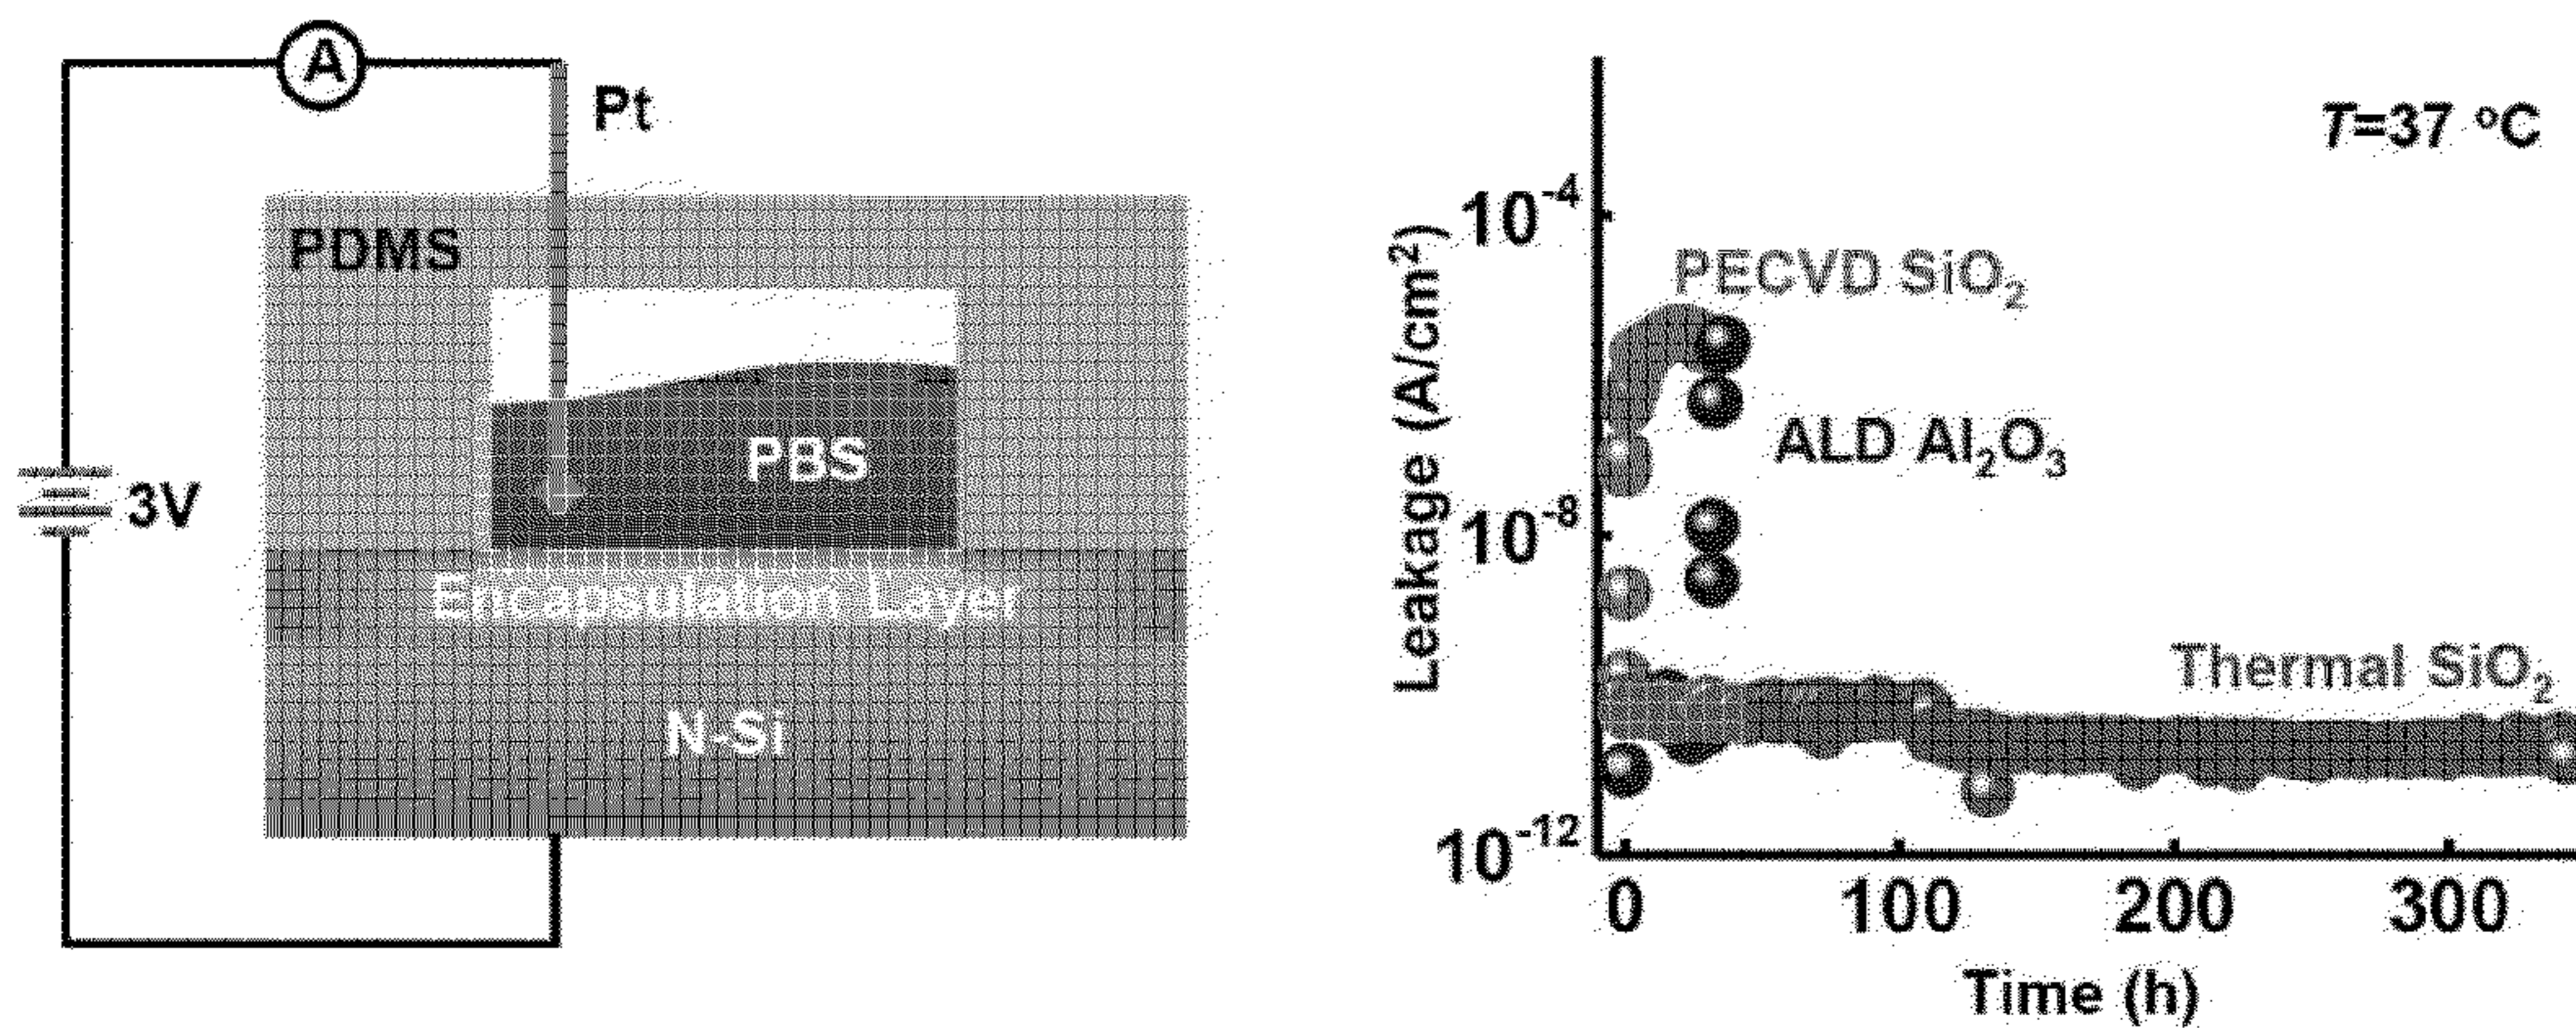 A
Pt
PDMS
PBS
3V
Encapsulation Layer
N-Si
T=37 °C
Leakage (A/cm²)
10⁻⁴
PECVD SiO₂
ALD Al₂O₃
10⁻⁸
Thermal SiO₂
10⁻¹²
0 100 200 300
Time (h)